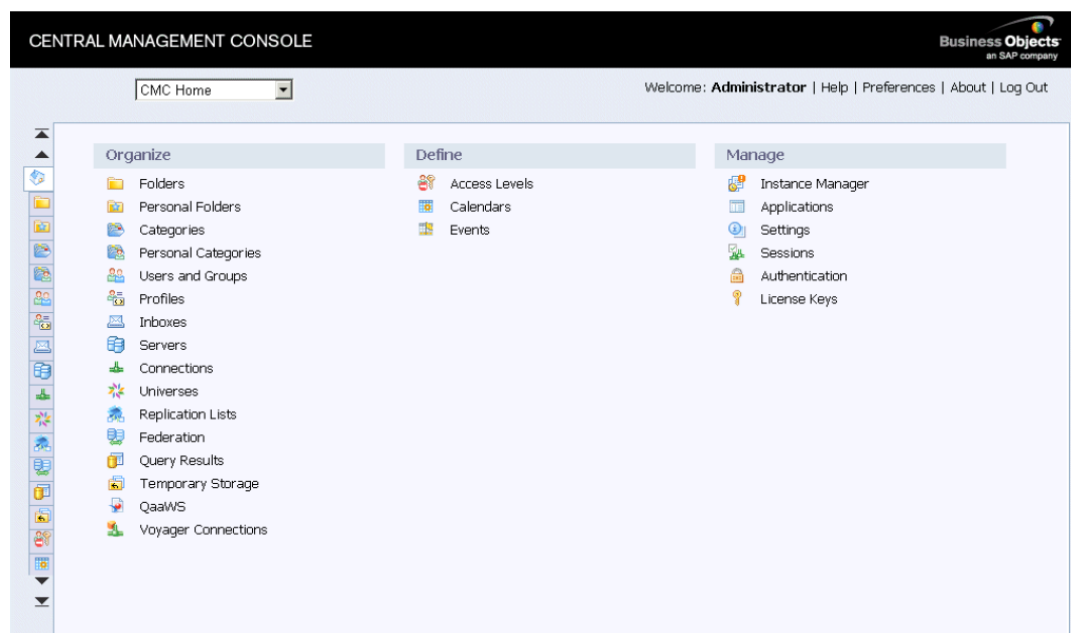 CENTRAL MANAGEMENT CONSOLE
Business Objects
an SAP company
CMC Home
Welcome: Administrator | Help | Preferences | About | Log Out
Organize
Folders
Personal Folders
Categories
Personal Categories
Users and Groups
Profiles
Inboxes
Servers
Connections
Universes
Replication Lists
Federation
Query Results
Temporary Storage
QaaWS
Voyager Connections
Define
Access Levels
Calendars
Events
Manage
Instance Manager
Applications
Settings
Sessions
Authentication
License Keys